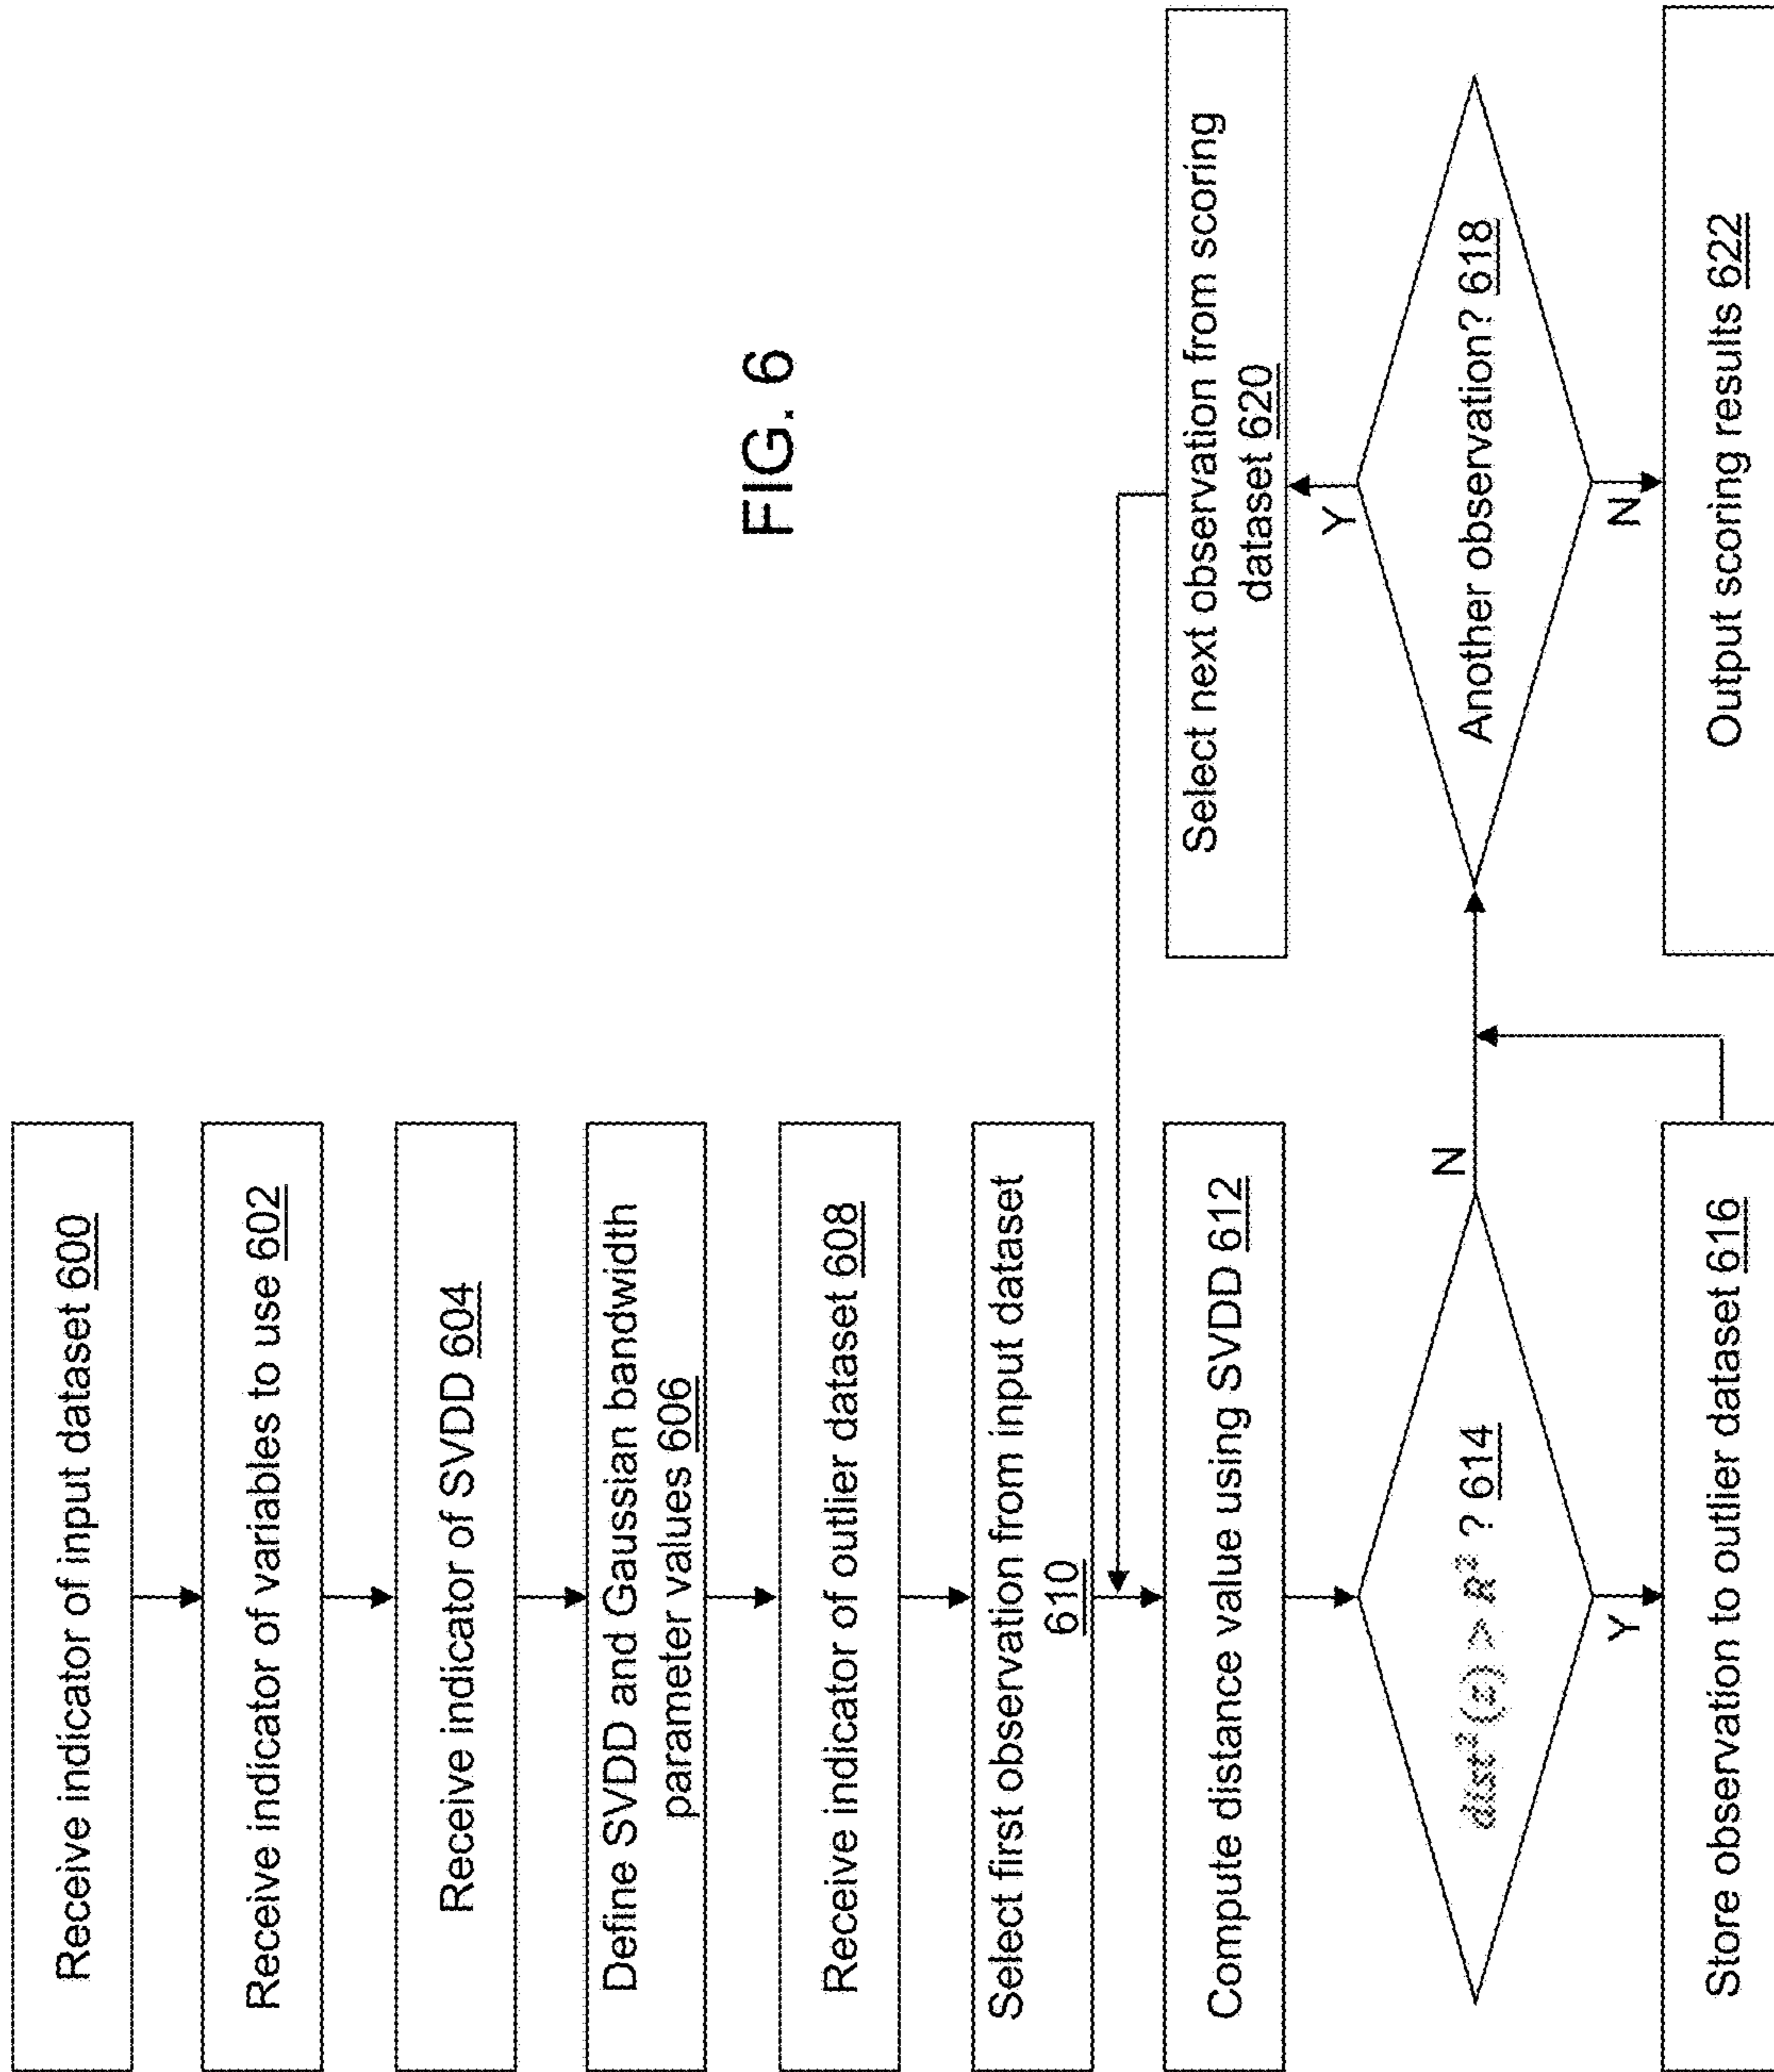 Receive indicator of input dataset 600
Receive indicator of variables to use 602
Receive indicator of SVDD 604
Define SVDD and Gaussian bandwidth
parameter values 606
Receive indicator of outlier dataset 608
Select first observation from input dataset
610
Compute distance value using SVDD 612
dist²(z) > R² ? 614
N
Y
Store observation to outlier dataset 616
FIG. 6
Select next observation from scoring
dataset 620
Y
Another observation? 618
N
Output scoring results 622